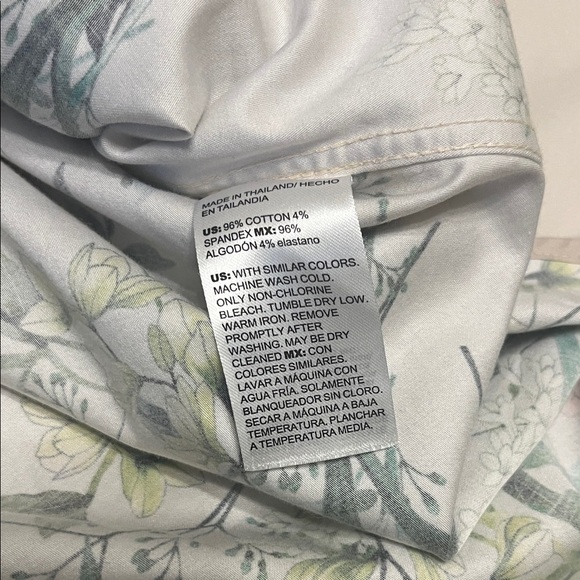 MADE IN THAILAND/ HECHO
EN TAILANDIA
US: 96% COTTON 4%
SPANDEX MX: 96%
ALGODÓN 4% elastano
US: WITH SIMILAR COLORS.
MACHINE WASH COLD.
ONLY NON-CHLORINE
BLEACH. TUMBLE DRY LOW.
WARM IRON. REMOVE
PROMPTLY AFTER
WASHING. MAY BE DRY
CLEANED MX: CON
COLORES SIMILARES.
LAVAR A MÁQUINA CON
AGUA FRÍA. SOLAMENTE
BLANQUEADOR SIN CLORO.
SECAR A MÁQUINA A BAJA
TEMPERATURA. PLANCHAR
A TEMPERATURA MEDIA.